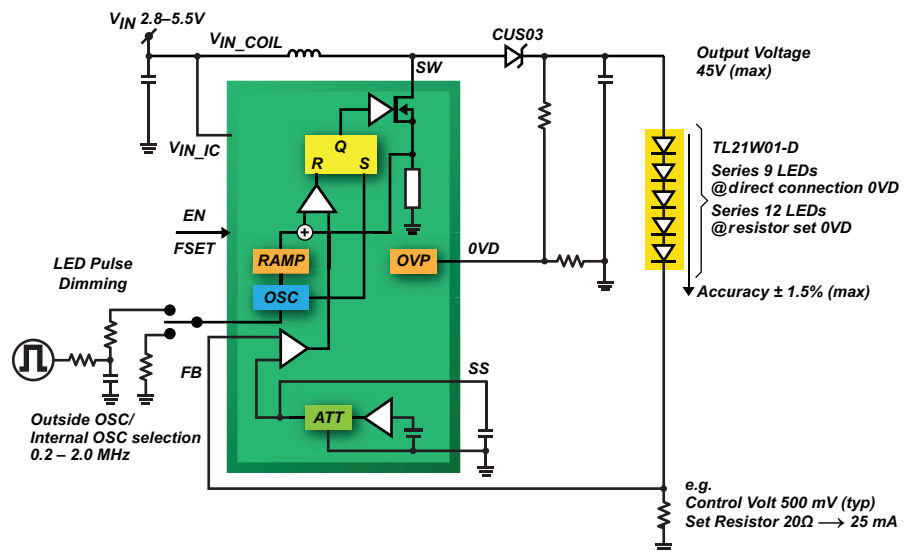 VIN 2.8–5.5V
VIN_COIL
CUS03
SW
Output Voltage
45V (max)
VIN_IC
Q
R S
TL21W01-D
Series 9 LEDs
@direct connection 0VD
Series 12 LEDs
@resistor set 0VD
EN
FSET
+
RAMP
OVP
0VD
LED Pulse
Dimming
OSC
Accuracy ± 1.5% (max)
FB
SS
ATT
Outside OSC/
Internal OSC selection
0.2 – 2.0 MHz
e.g.
Control Volt 500 mV (typ)
Set Resistor 20Ω → 25 mA